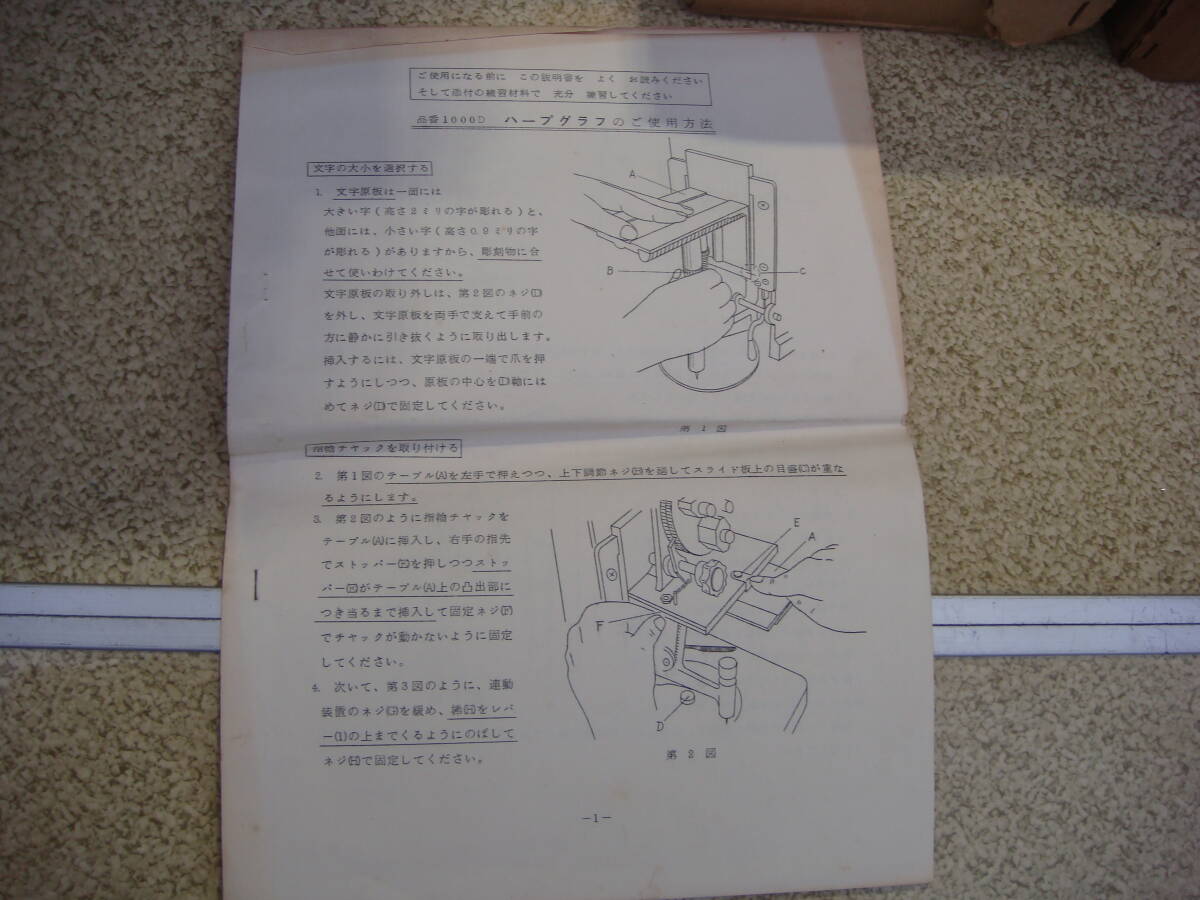 ご使用になる前に この説明書を よく お読みください
そして添付の練習材料で 充分 練習してください
品番1000D ハープグラフのご使用方法
文字の大小を選択する
1. 文字原板は一面には
大きい字(高さ2ミリの字が彫れる)と、
他面には、小さい字(高さ0.9ミリの字
が彫れる)がありますから、彫刻物に合
せて使いわけてください。
文字原板の取り外しは、第2図のネジ(D)
を外し、文字原板を両手で支えて手前の
方に静かに引き抜くように取り出します。
挿入するには、文字原板の一端で爪を押
すようにしつつ、原板の中心を(D)軸には
めてネジ(D)で固定してください。
A
B
C
第1図
指輪チャックを取り付ける
2. 第1図のテーブル(A)を左手で押えつつ、上下調節ネジ(B)を廻してスライド板上の目盛(C)が重な
るようにします。
3. 第2図のように指輪チャックを
テーブル(A)に挿入し、右手の指先
でストッパー(E)を押しつつストッ
パー(E)がテーブル(A)上の凸出部に
つき当るまで挿入して固定ネジ(F)
でチャックが動かないように固定
してください。
4. 次いて、第3図のように、連動
装置のネジ(G)を緩め、 をレバ
ー(1)の上までくるようにのばして
ネジ(H)で固定してください。
E
A
F
D
第2図
-1-